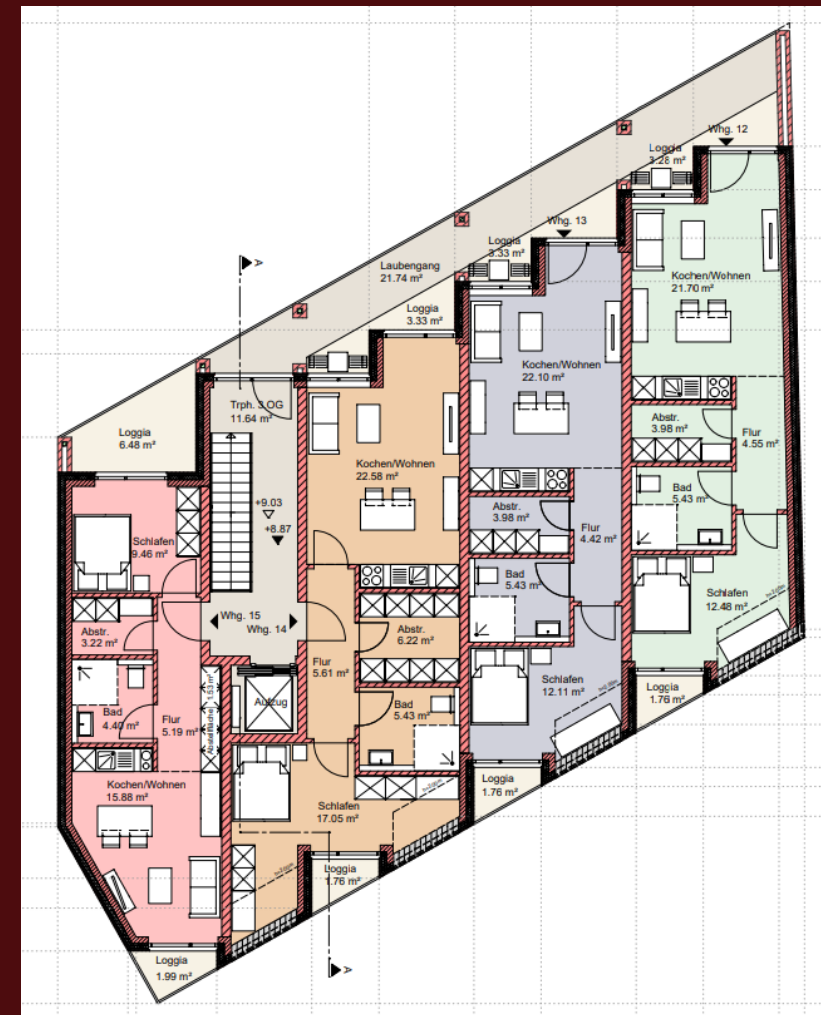 Whg. 12
Loggia
3.28 m²
Whg. 13
Loggia
3.33 m²
A
Laubengang
21.74 m²
Kochen/Wohnen
21.70 m²
Loggia
3.33 m²
Kochen/Wohnen
22.10 m²
Trph. 3.OG
11.64 m²
Abstr.
3.98 m²
Flur
4.55 m²
Loggia
6.48 m²
Kochen/Wohnen
22.58 m²
Bad
5.43 m²
+9.03
+8.87
Abstr.
3.98 m²
Flur
4.42 m²
Schlafen
9.46 m²
Bad
5.43 m²
Schlafen
12.48 m²
Whg. 15
Whg. 14
Abstr.
3.22 m²
Abstr.
6.22 m²
Flur
5.61 m²
Schlafen
12.11 m²
Loggia
1.76 m²
Bad
4.40 m²
Flur
5.19 m²
Abstellfläche 1.53 m²
Aufzug
Bad
5.43 m²
Loggia
1.76 m²
Kochen/Wohnen
15.88 m²
Schlafen
17.05 m²
Loggia
1.76 m²
Loggia
1.99 m²
A